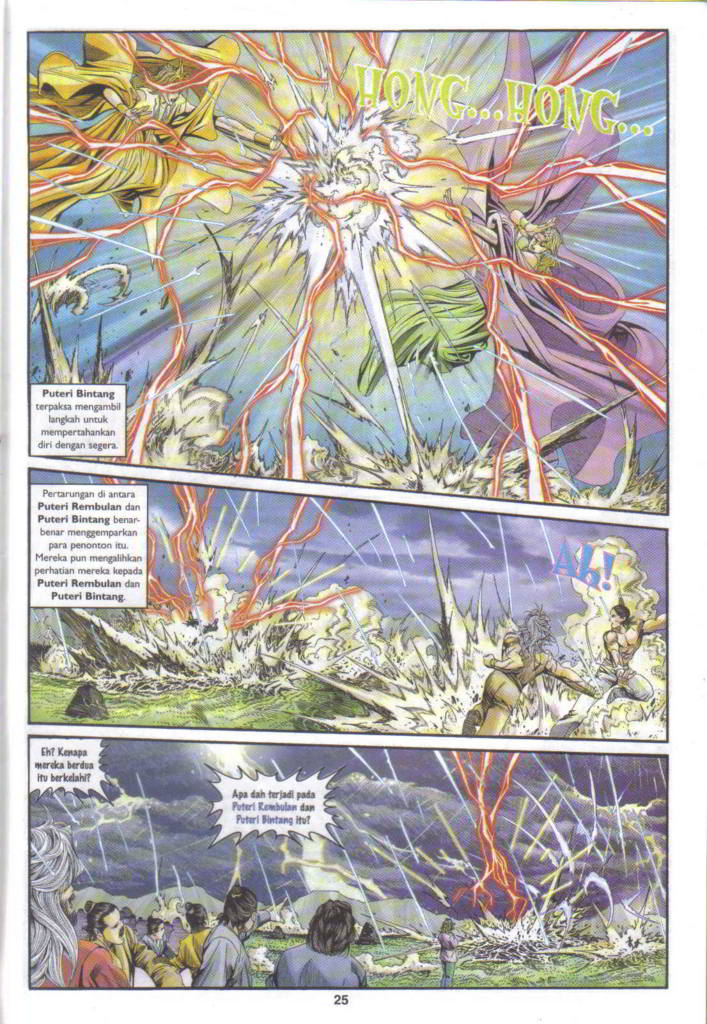 HONG...HONG...
Puteri Bintang
terpaksa mengambil
langkah untuk
mempertahankan
diri dengan segera.
Pertarungan di antara
Puteri Rembulan dan
Puteri Bintang benar-
benar menggemparkan
para penonton itu.
Mereka pun mengalihkan
perhatian mereka kepada
Puteri Rembulan dan
Puteri Bintang.
Ah!
Eh? Kenapa
mereka berdua
itu berkelahi?
Apa dah terjadi pada
Puteri Rembulan dan
Puteri Bintang itu?
25